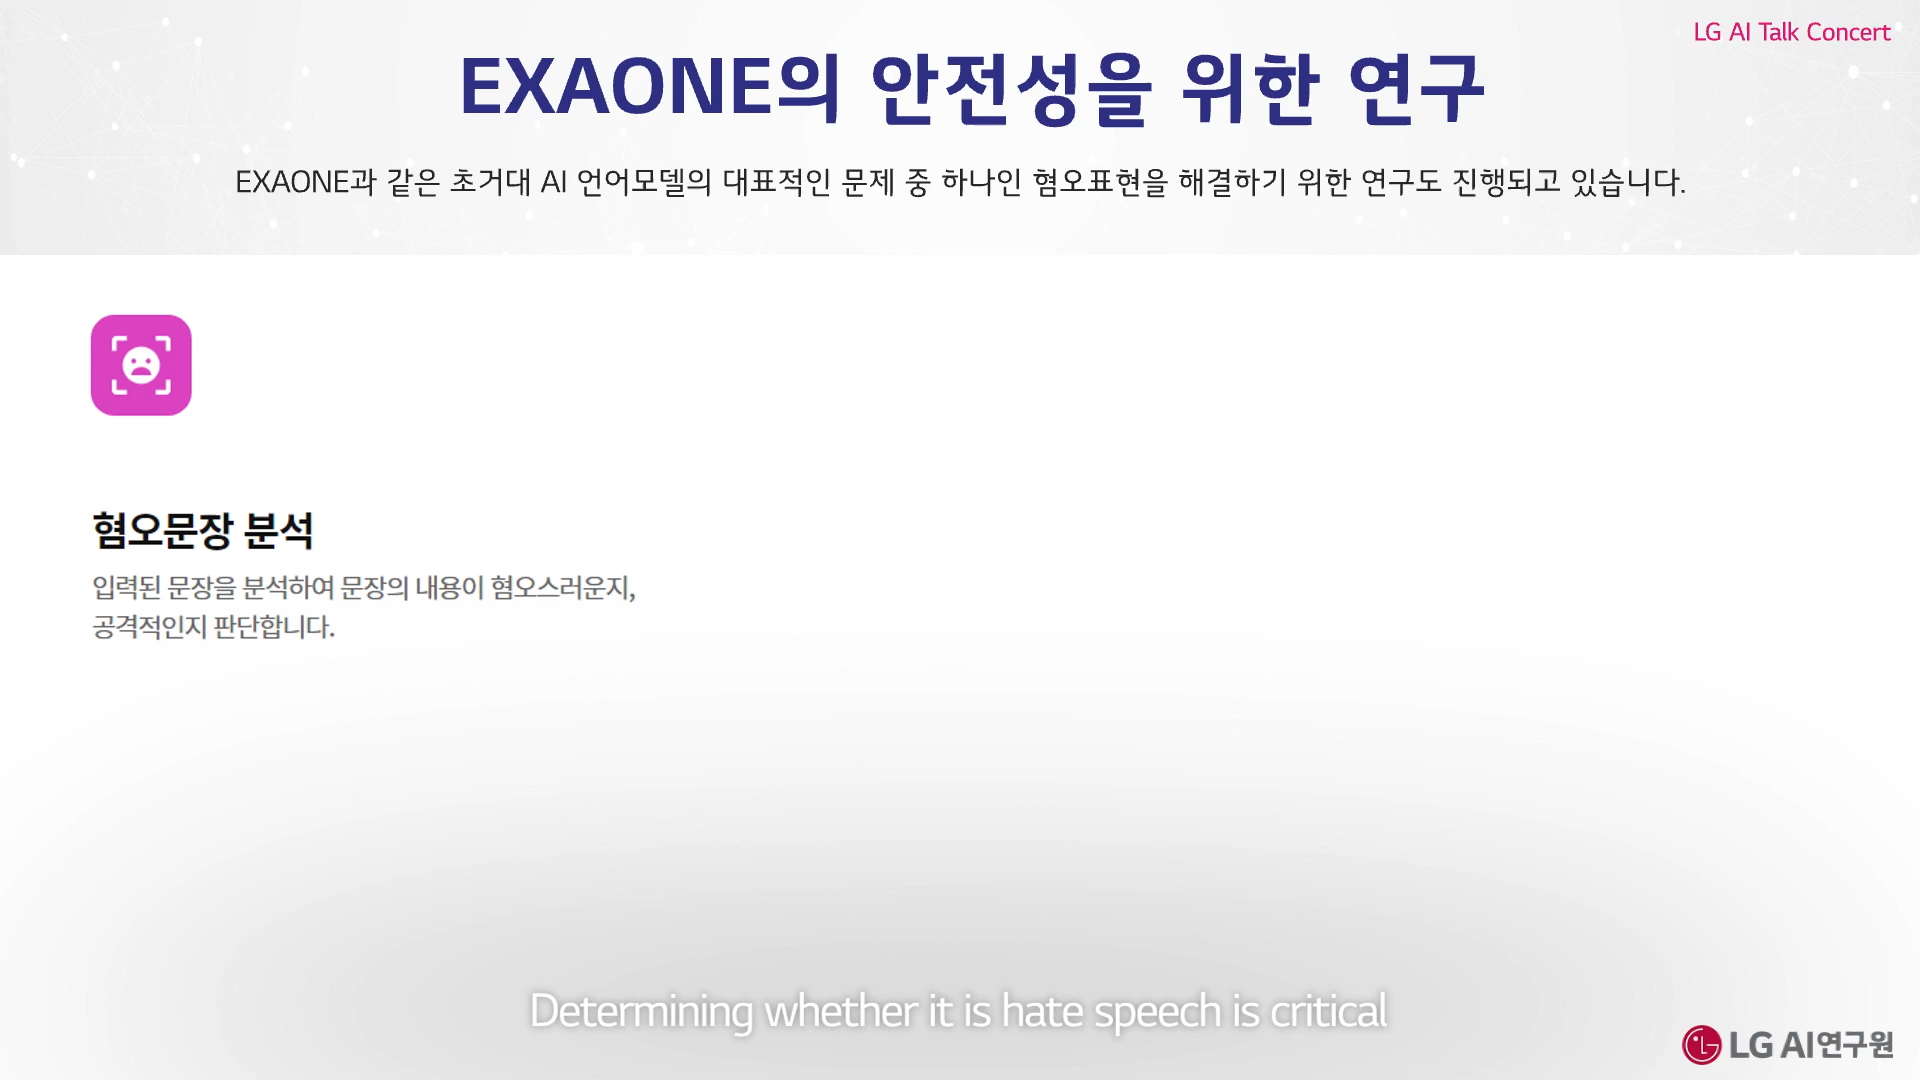 LG AI Talk Concert
EXAONE의 안전성을 위한 연구
EXAONE과 같은 초거대 AI 언어모델의 대표적인 문제 중 하나인 혐오표현을 해결하기 위한 연구도 진행되고 있습니다.
혐오문장 분석
입력된 문장을 분석하여 문장의 내용이 혐오스러운지,
공격적인지 판단합니다.
Determining whether it is hate speech is critical
LG AI연구원